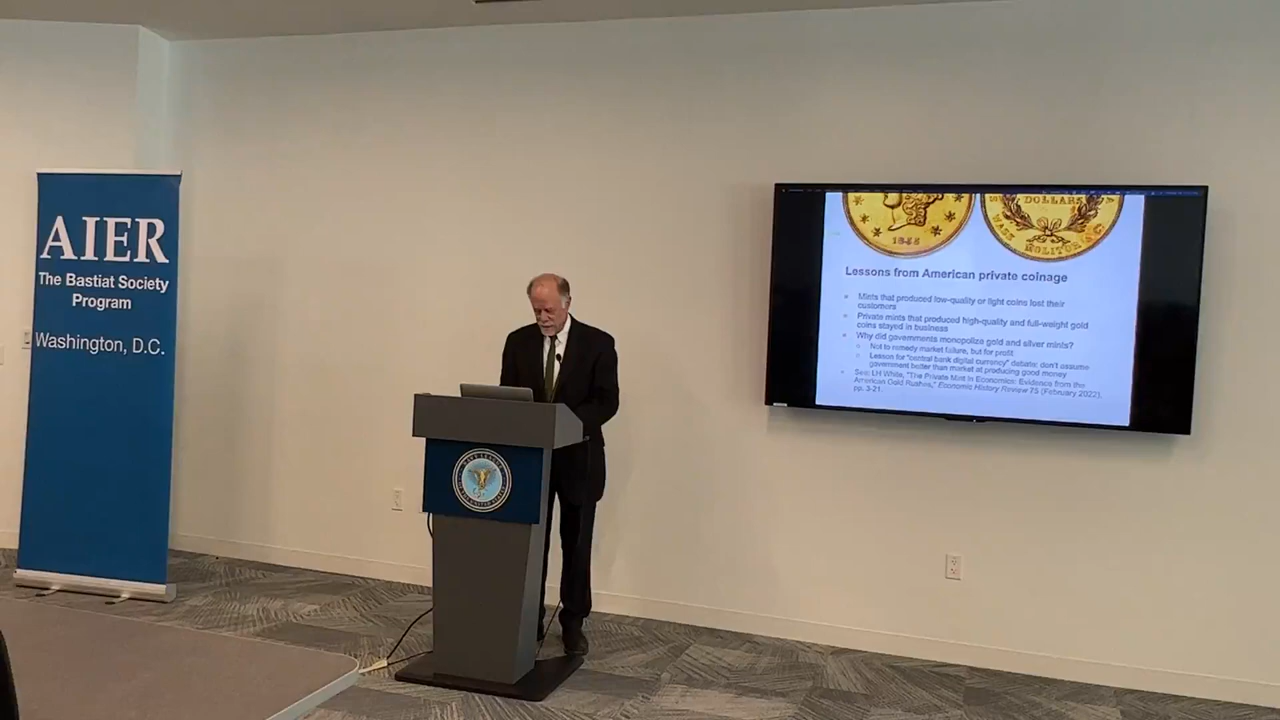 AIER
The Bastiat Society
Program
Washington, D.C.
1855
DOLLARS
WASS
MOLITOR & C.
Lessons from American private coinage
Mints that produced low-quality or light coins lost their
customers
Private mints that produced high-quality and full-weight gold
coins stayed in business
Why did governments monopolize gold and silver mints?
Not to remedy market failure, but for profit
Lesson for "central bank digital currency" debate: don't assume
government better than market at producing good money
See: LH White, "The Private Mint in Economics: Evidence from the
American Gold Rushes," Economic History Review 75 (February 2022),
pp. 3-21.